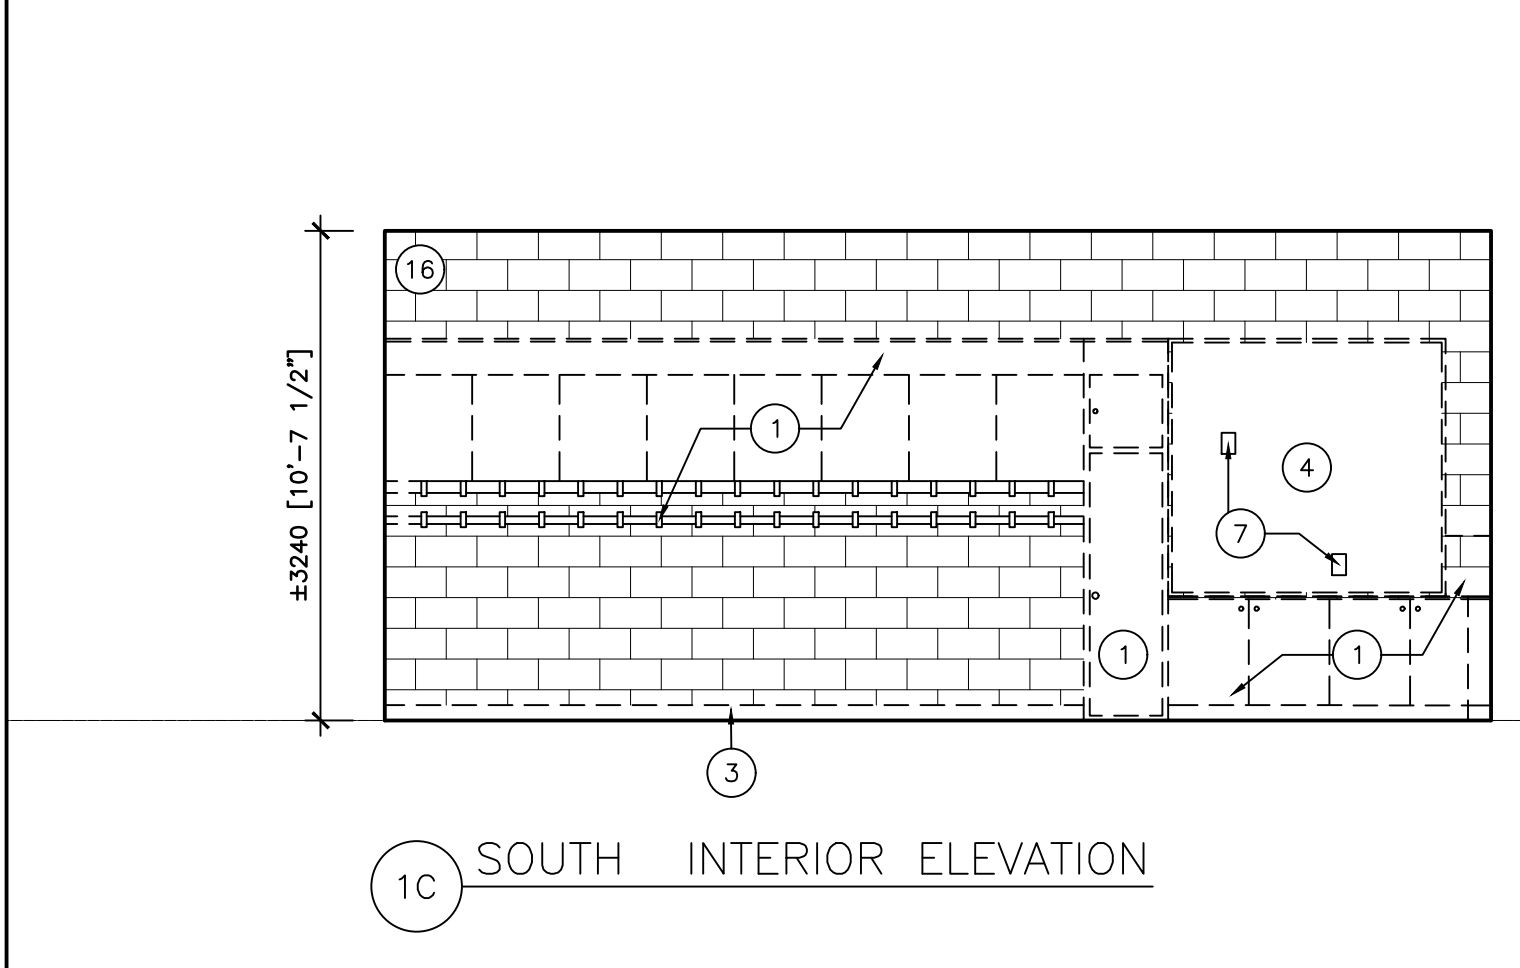 16
±3240 [10'-7 1/2"]
1
4
7
1
1
3
1C
SOUTH INTERIOR ELEVATION